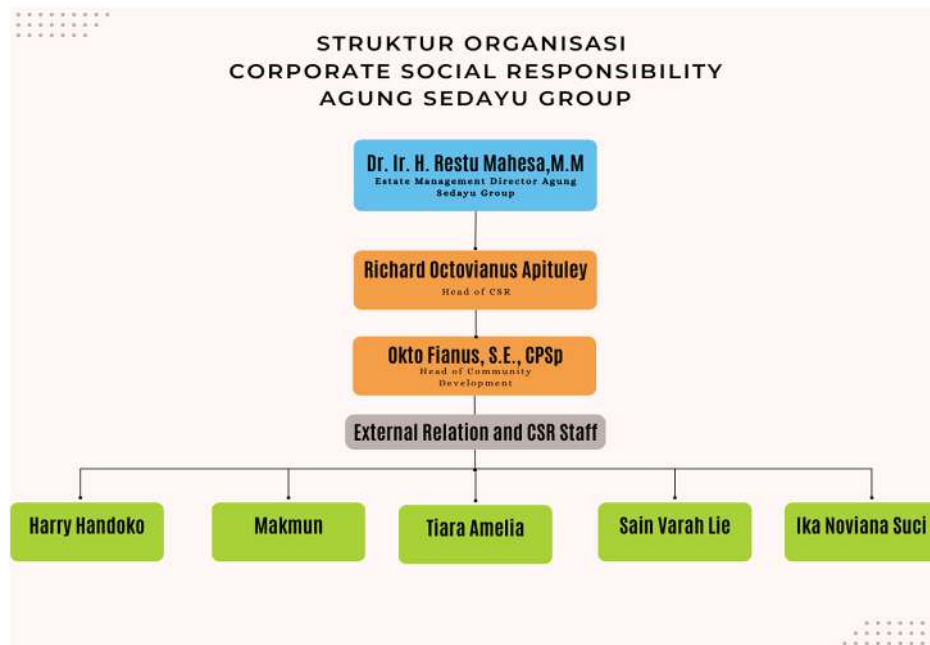 STRUKTUR ORGANISASI
CORPORATE SOCIAL RESPONSIBILITY
AGUNG SEDAYU GROUP
Dr. Ir. H. Restu Mahesa,M.M
Estate Management Director Agung
Sedayu Group
Richard Octovianus Apituley
Head of CSR
Okto Fianus, S.E., CPSp
Head of Community
Development
External Relation and CSR Staff
Harry Handoko
Makmun
Tiara Amelia
Sain Varah Lie
Ika Noviana Suci